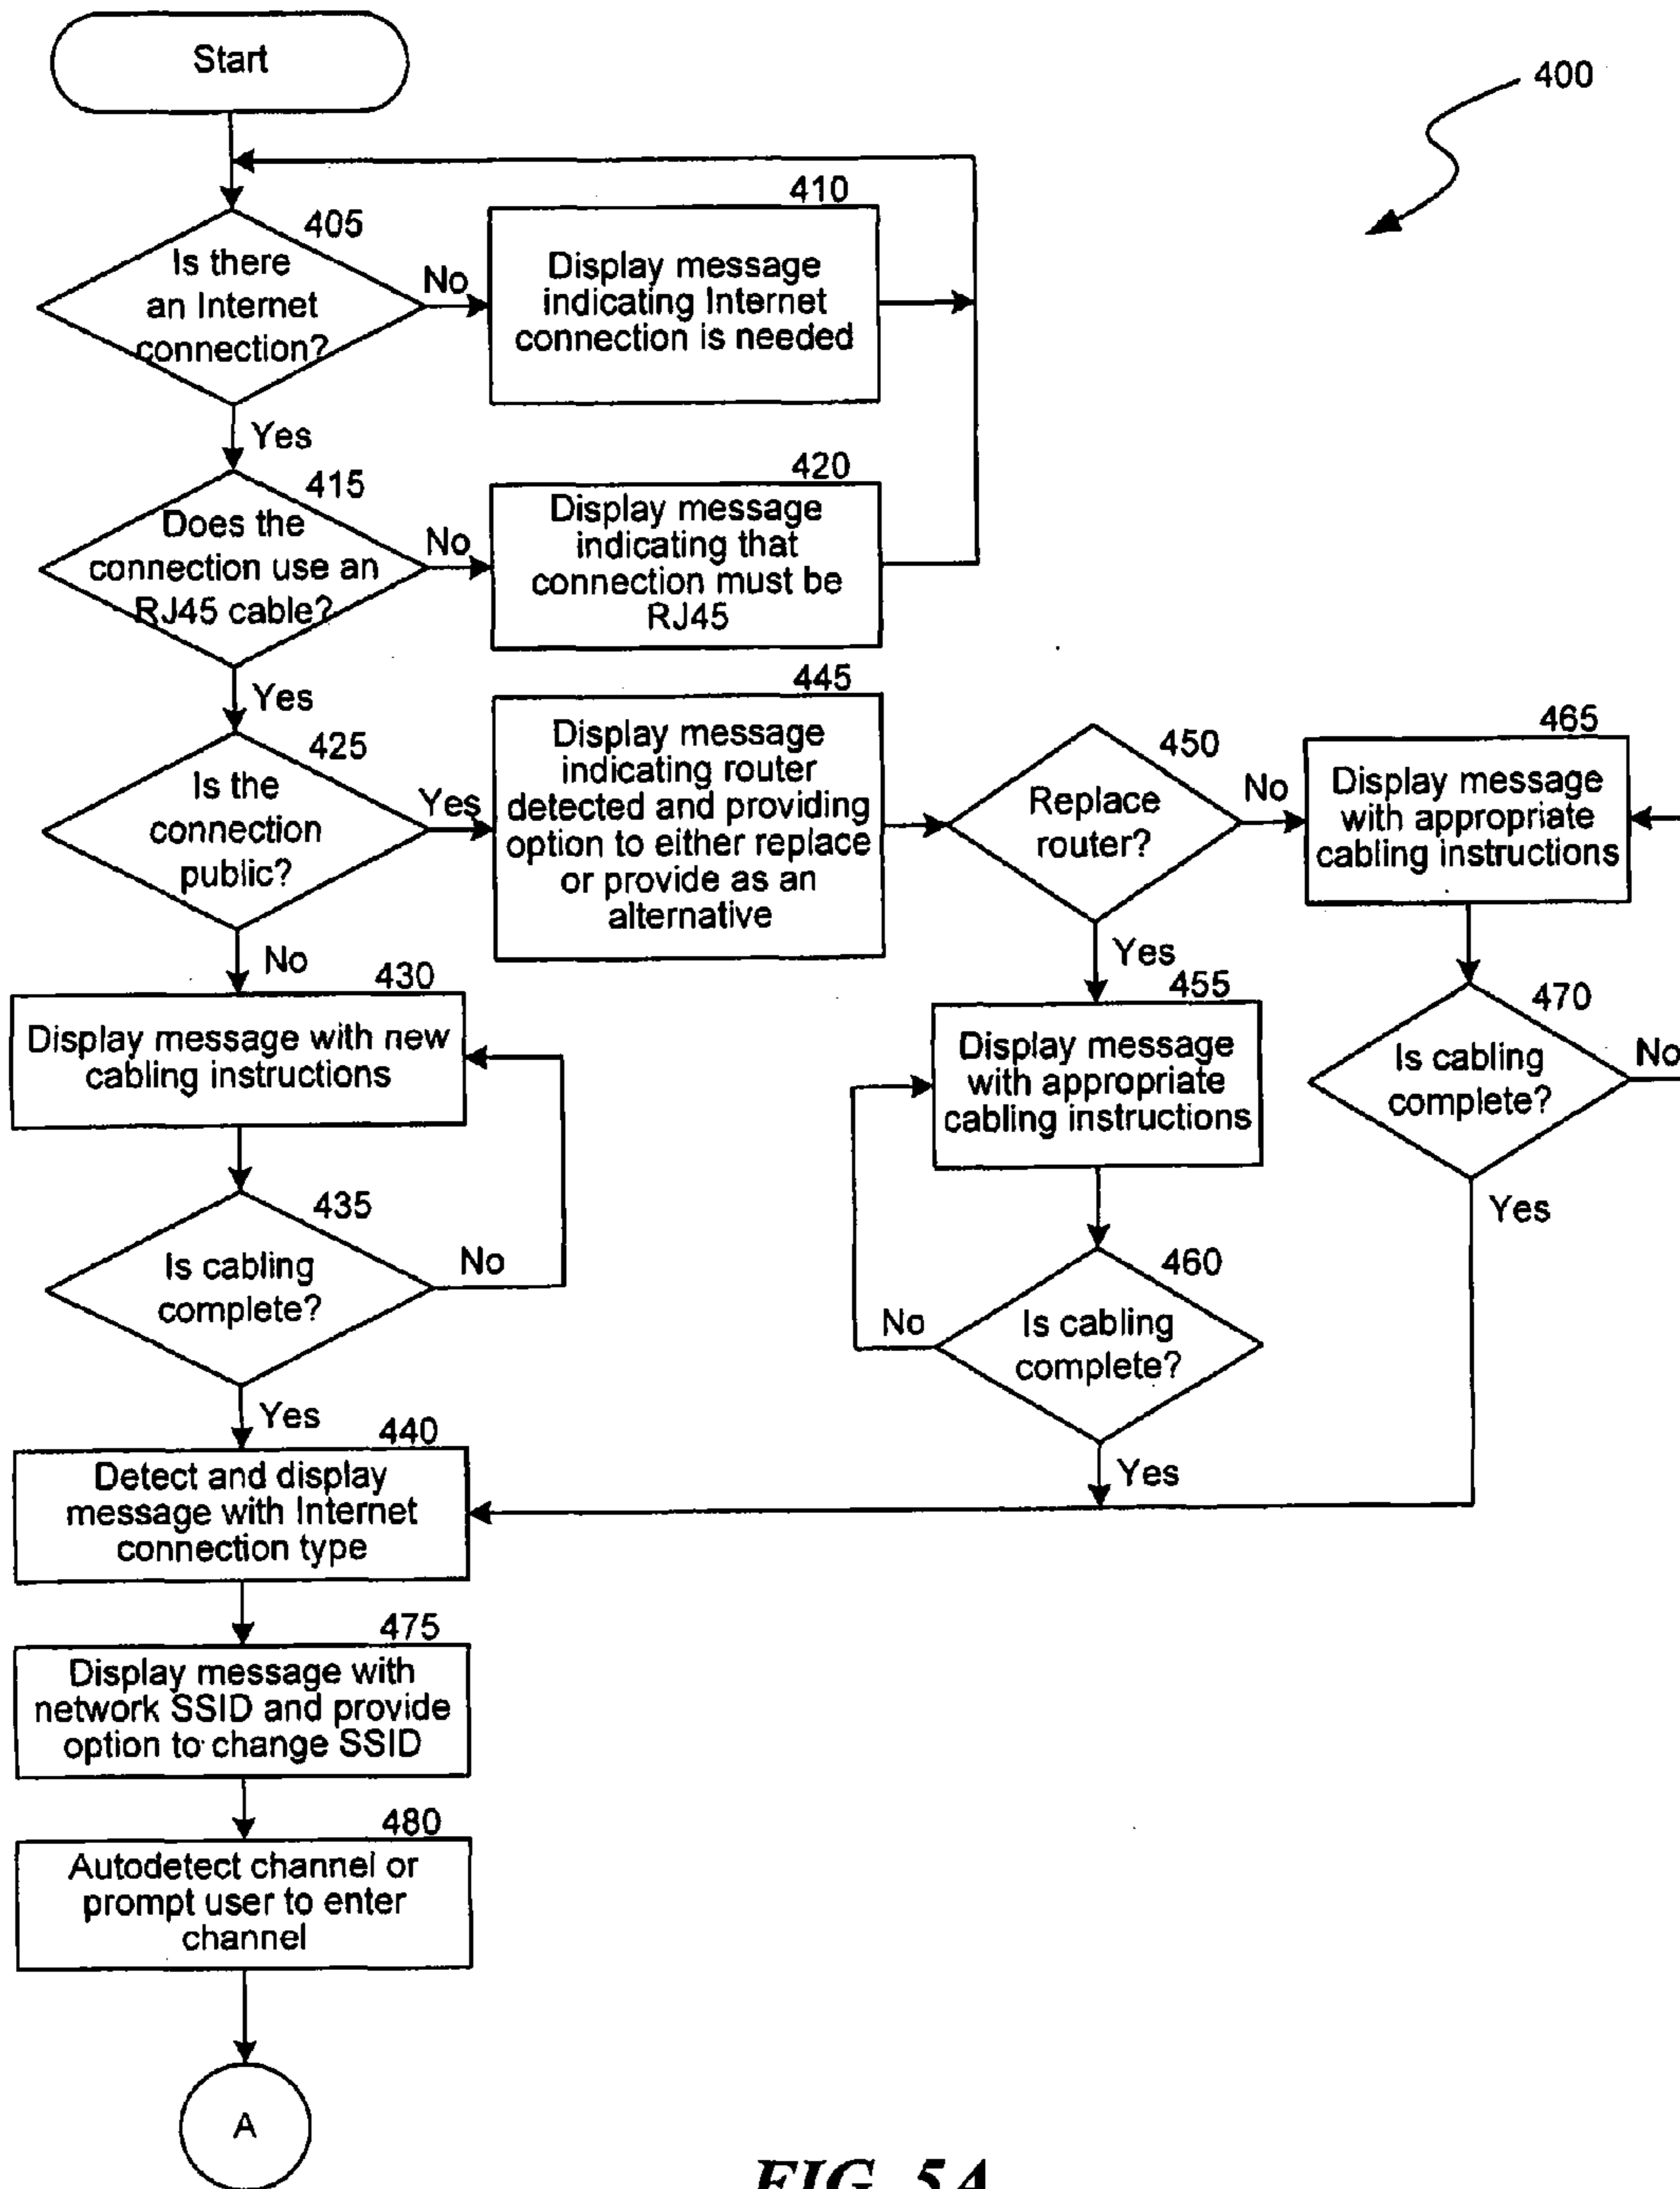 Start
400
405
Is there
an Internet
connection?
No
410
Display message
indicating Internet
connection is needed
Yes
415
Does the
connection use an
RJ45 cable?
No
420
Display message
indicating that
connection must be
RJ45
Yes
425
Is the
connection
public?
Yes
445
Display message
indicating router
detected and providing
option to either replace
or provide as an
alternative
450
Replace
router?
No
465
Display message
with appropriate
cabling instructions
No
430
Display message with new
cabling instructions
Yes
455
Display message
with appropriate
cabling instructions
470
Is cabling
complete?
No
Yes
435
Is cabling
complete?
No
460
Is cabling
complete?
No
Yes
Yes
440
Detect and display
message with Internet
connection type
475
Display message with
network SSID and provide
option to change SSID
480
Autodetect channel or
prompt user to enter
channel
A
FIG. 5A